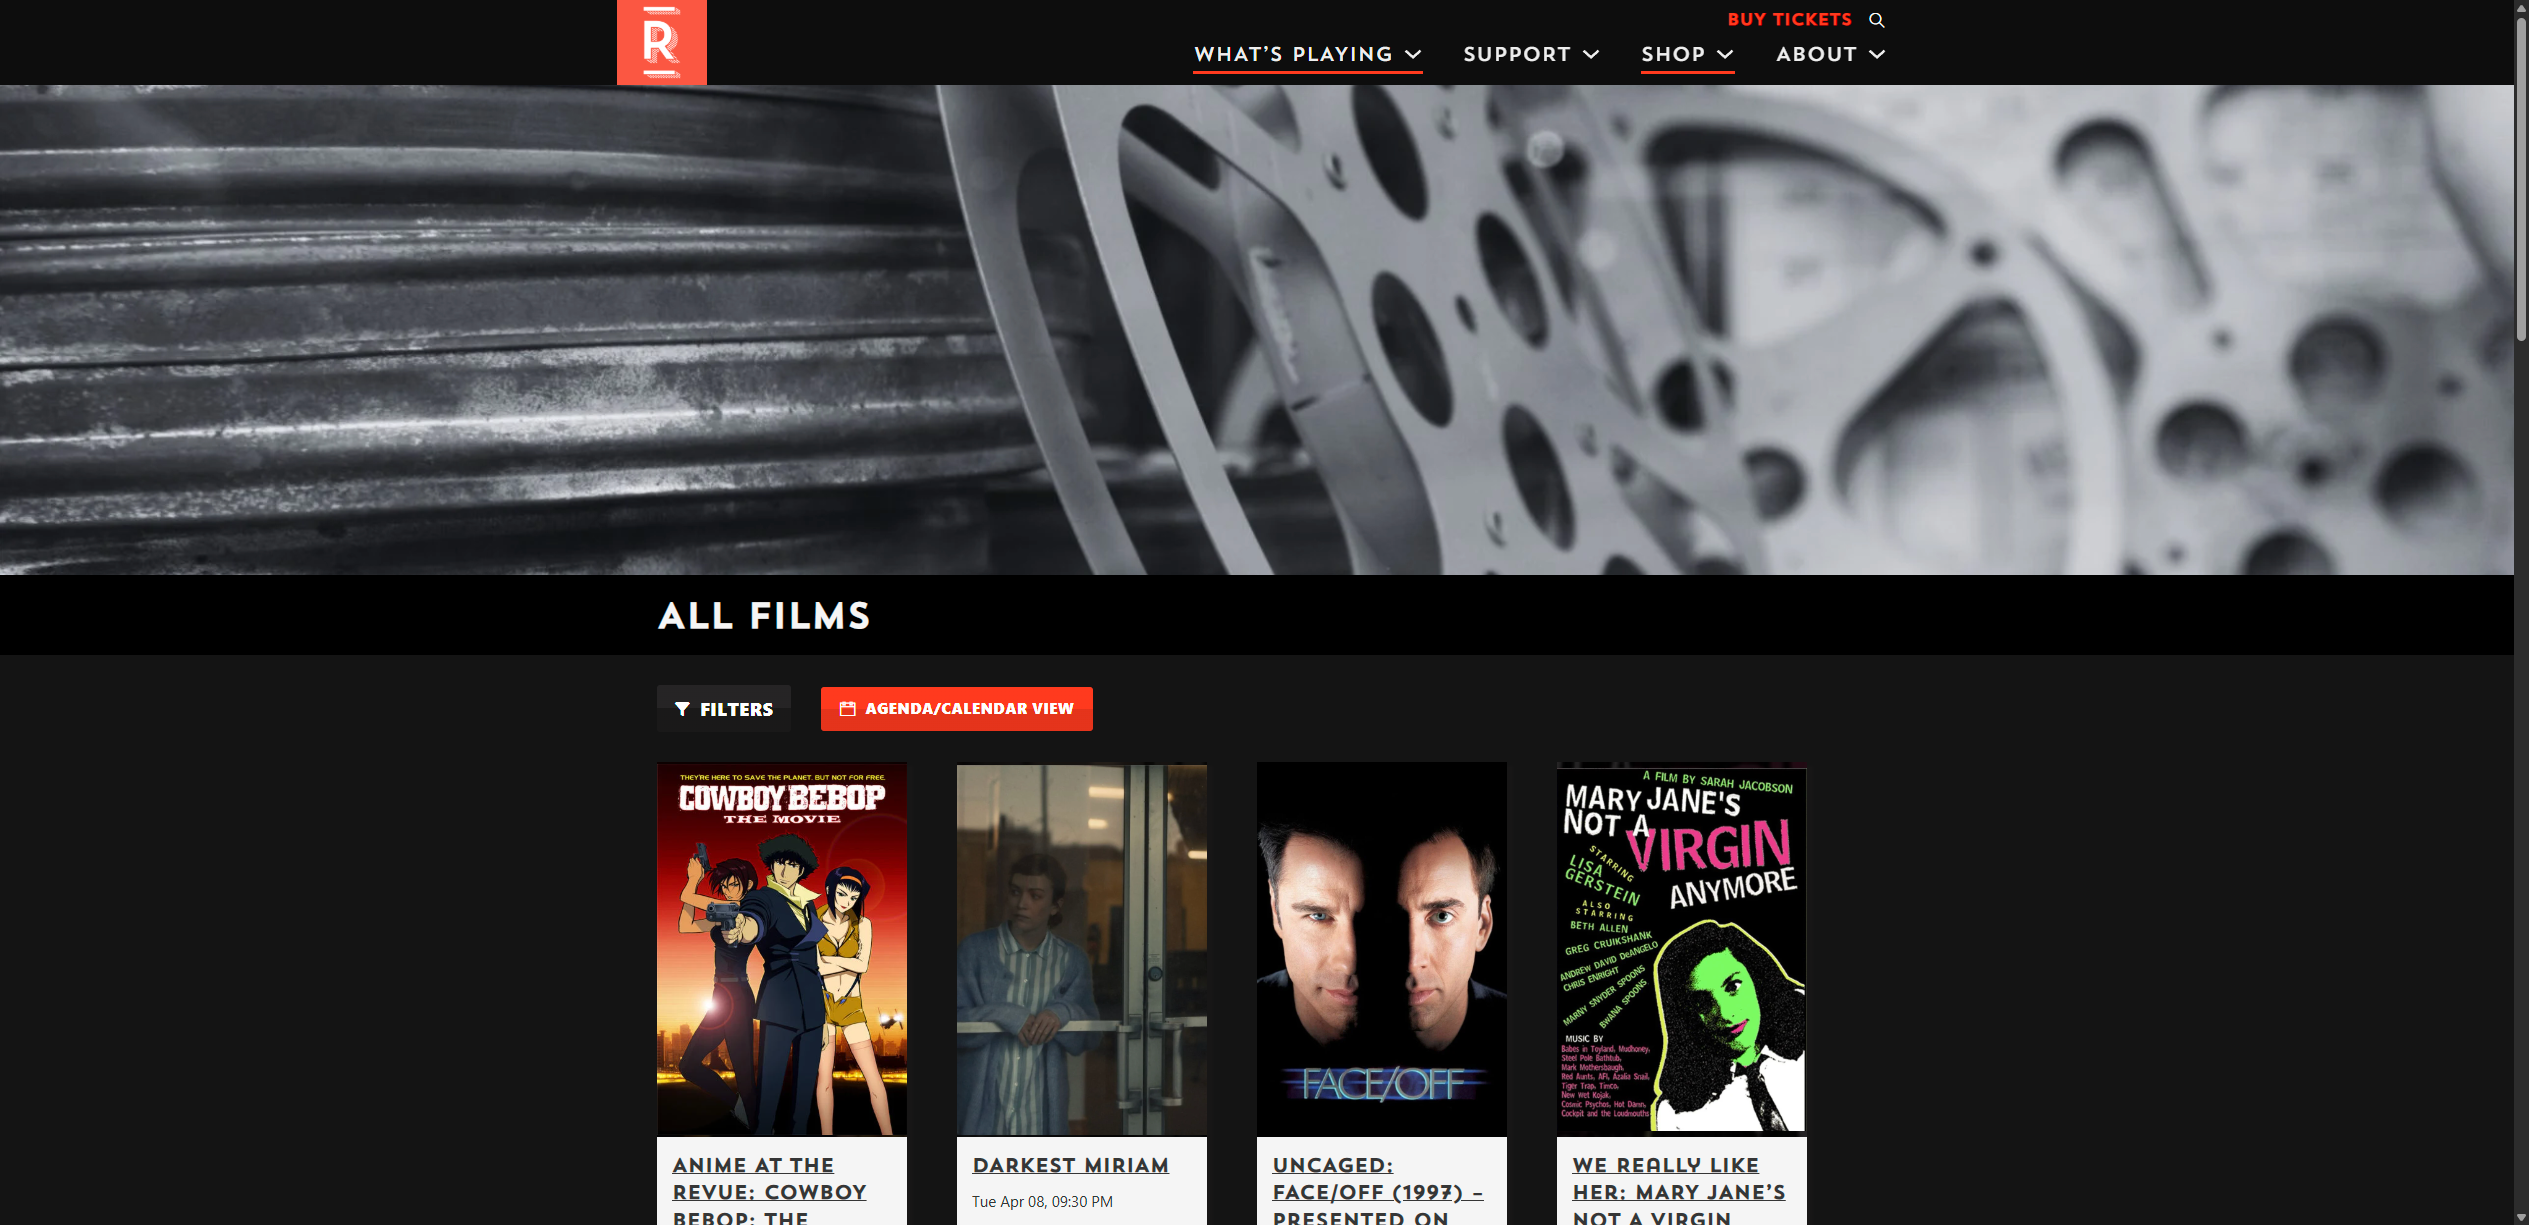 R
BUY TICKETS
WHAT'S PLAYING
SUPPORT
SHOP
ABOUT
ALL FILMS
FILTERS
AGENDA/CALENDAR VIEW
THEY'RE HERE TO SAVE THE PLANET. BUT NOT FOR FREE.
COWBOY BEBOP
THE MOVIE
ANIME AT THE
REVUE: COWBOY
BEBOP: THE
DARKEST MIRIAM
Tue Apr 08, 09:30 PM
FACE/OFF
UNCAGED:
FACE/OFF (1997) –
PRESENTED ON
A FILM BY SARAH JACOBSON
MARY JANE'S
NOT A
VIRGIN
ANYMORE
STARRING
LISA
GERSTEIN
ALSO
STARRING
BETH ALLEN
GREG CRUIKSHANK
ANDREW DAVID DeANGELO
CHRIS ENRIGHT
MARNY SNYDER SPOONS
BWANA SPOONS
MUSIC BY
Babes in Toyland, Mudhoney,
Steel Pole Bathtub,
Mark Mothersbaugh,
Red Aunts, AFI, Azalia Snail,
Tiger Trap, Timco,
New Wet Kojak,
Cosmic Psychos, Hot Damn,
Cockpit and the Loudmouths
WE REALLY LIKE
HER: MARY JANE'S
NOT A VIRGIN